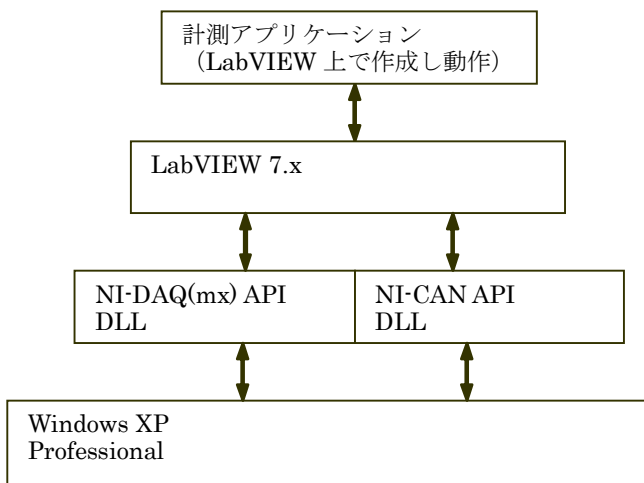 計測アプリケーション
（LabVIEW 上で作成し動作）
LabVIEW 7.x
NI-DAQ(mx) API
DLL
NI-CAN API
DLL
Windows XP
Professional